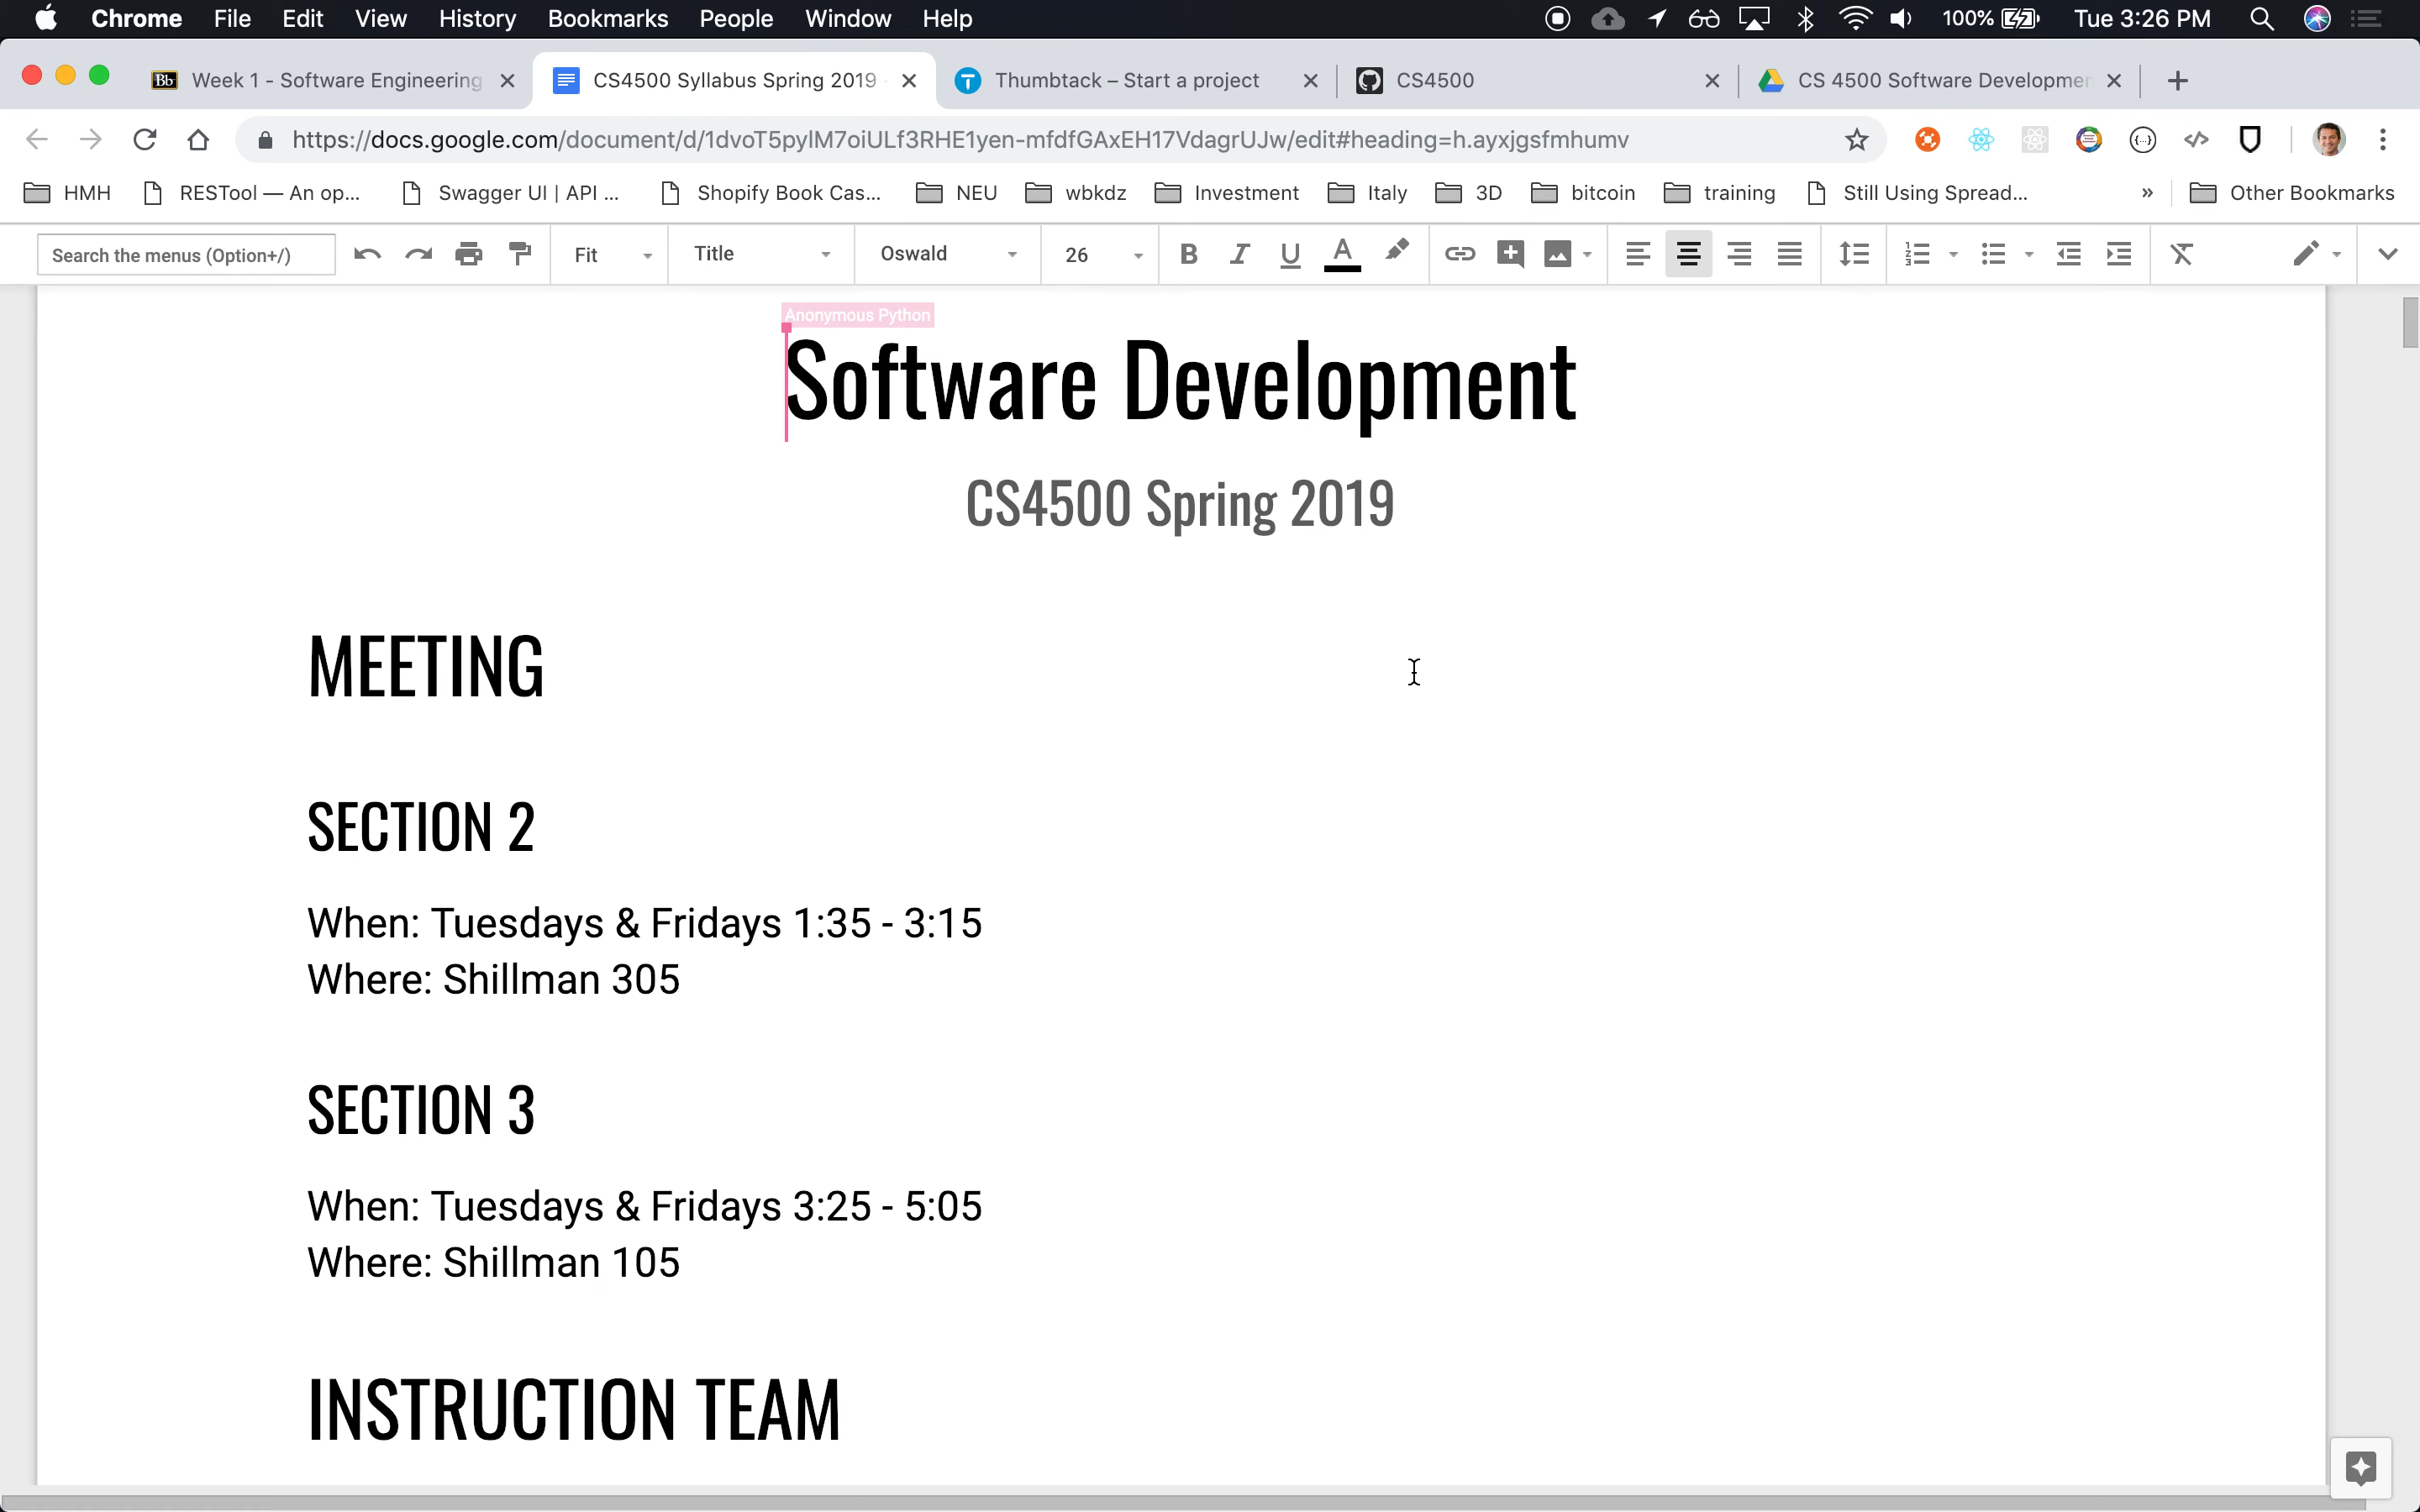 Chrome File Edit View History Bookmarks People Window Help 100% Tue 3:26 PM
Bb Week 1 - Software Engineering CS4500 Syllabus Spring 2019 - Thumbtack – Start a project CS4500 CS 4500 Software Developmen
https://docs.google.com/document/d/1dvoT5pylM7oiULf3RHE1yen-mfdfGAxEH17VdagrUJw/edit#heading=h.ayxjgsfmhumv
HMH RESTool — An op... Swagger UI | API ... Shopify Book Cas... NEU wbkdz Investment Italy 3D bitcoin training Still Using Spread... » Other Bookmarks
Search the menus (Option+/) Fit Title Oswald 26 B I U A
Anonymous Python
Software Development
CS4500 Spring 2019
MEETING
SECTION 2
When: Tuesdays & Fridays 1:35 - 3:15
Where: Shillman 305
SECTION 3
When: Tuesdays & Fridays 3:25 - 5:05
Where: Shillman 105
INSTRUCTION TEAM